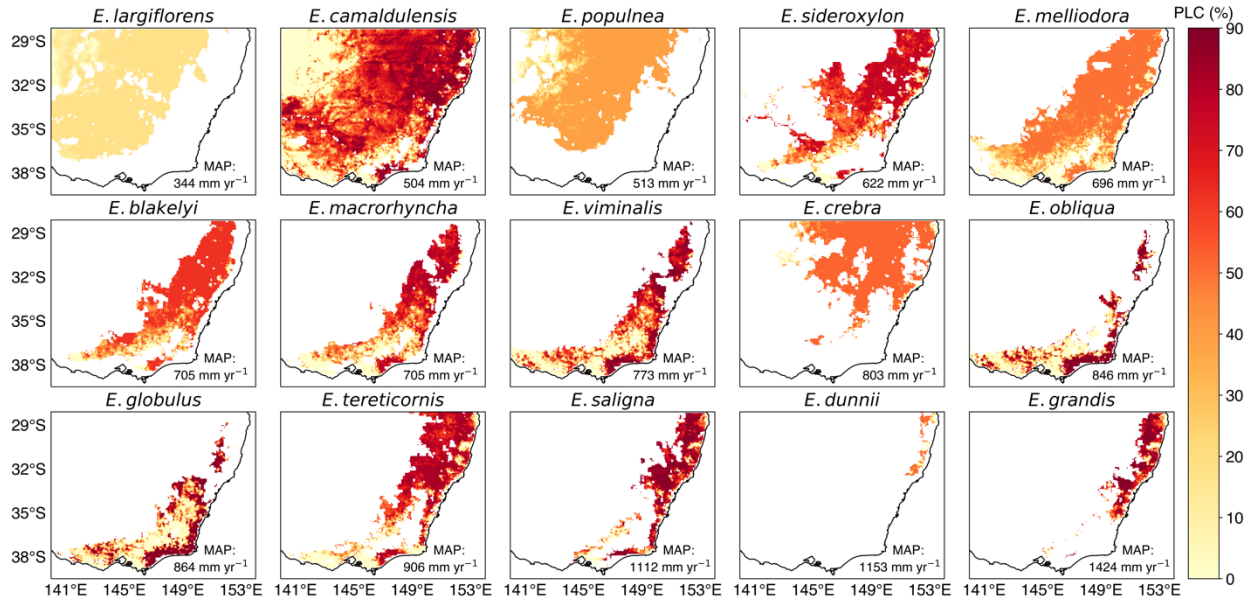 E. largiflorens E. camaldulensis E. populnea E. sideroxylon E. melliodora PLC (%)
29°S
32°S
35°S
38°S
MAP: MAP: MAP: MAP: MAP:
344 mm yr⁻¹ 504 mm yr⁻¹ 513 mm yr⁻¹ 622 mm yr⁻¹ 696 mm yr⁻¹
E. blakelyi E. macrorhyncha E. viminalis E. crebra E. obliqua
29°S
32°S
35°S
38°S
MAP: MAP: MAP: MAP: MAP:
705 mm yr⁻¹ 705 mm yr⁻¹ 773 mm yr⁻¹ 803 mm yr⁻¹ 846 mm yr⁻¹
E. globulus E. tereticornis E. saligna E. dunnii E. grandis
29°S
32°S
35°S
38°S
MAP: MAP: MAP: MAP: MAP:
864 mm yr⁻¹ 906 mm yr⁻¹ 1112 mm yr⁻¹ 1153 mm yr⁻¹ 1424 mm yr⁻¹
141°E 145°E 149°E 153°E 141°E 145°E 149°E 153°E 141°E 145°E 149°E 153°E 141°E 145°E 149°E 153°E 141°E 145°E 149°E 153°E
90
80
70
60
50
40
30
20
10
0